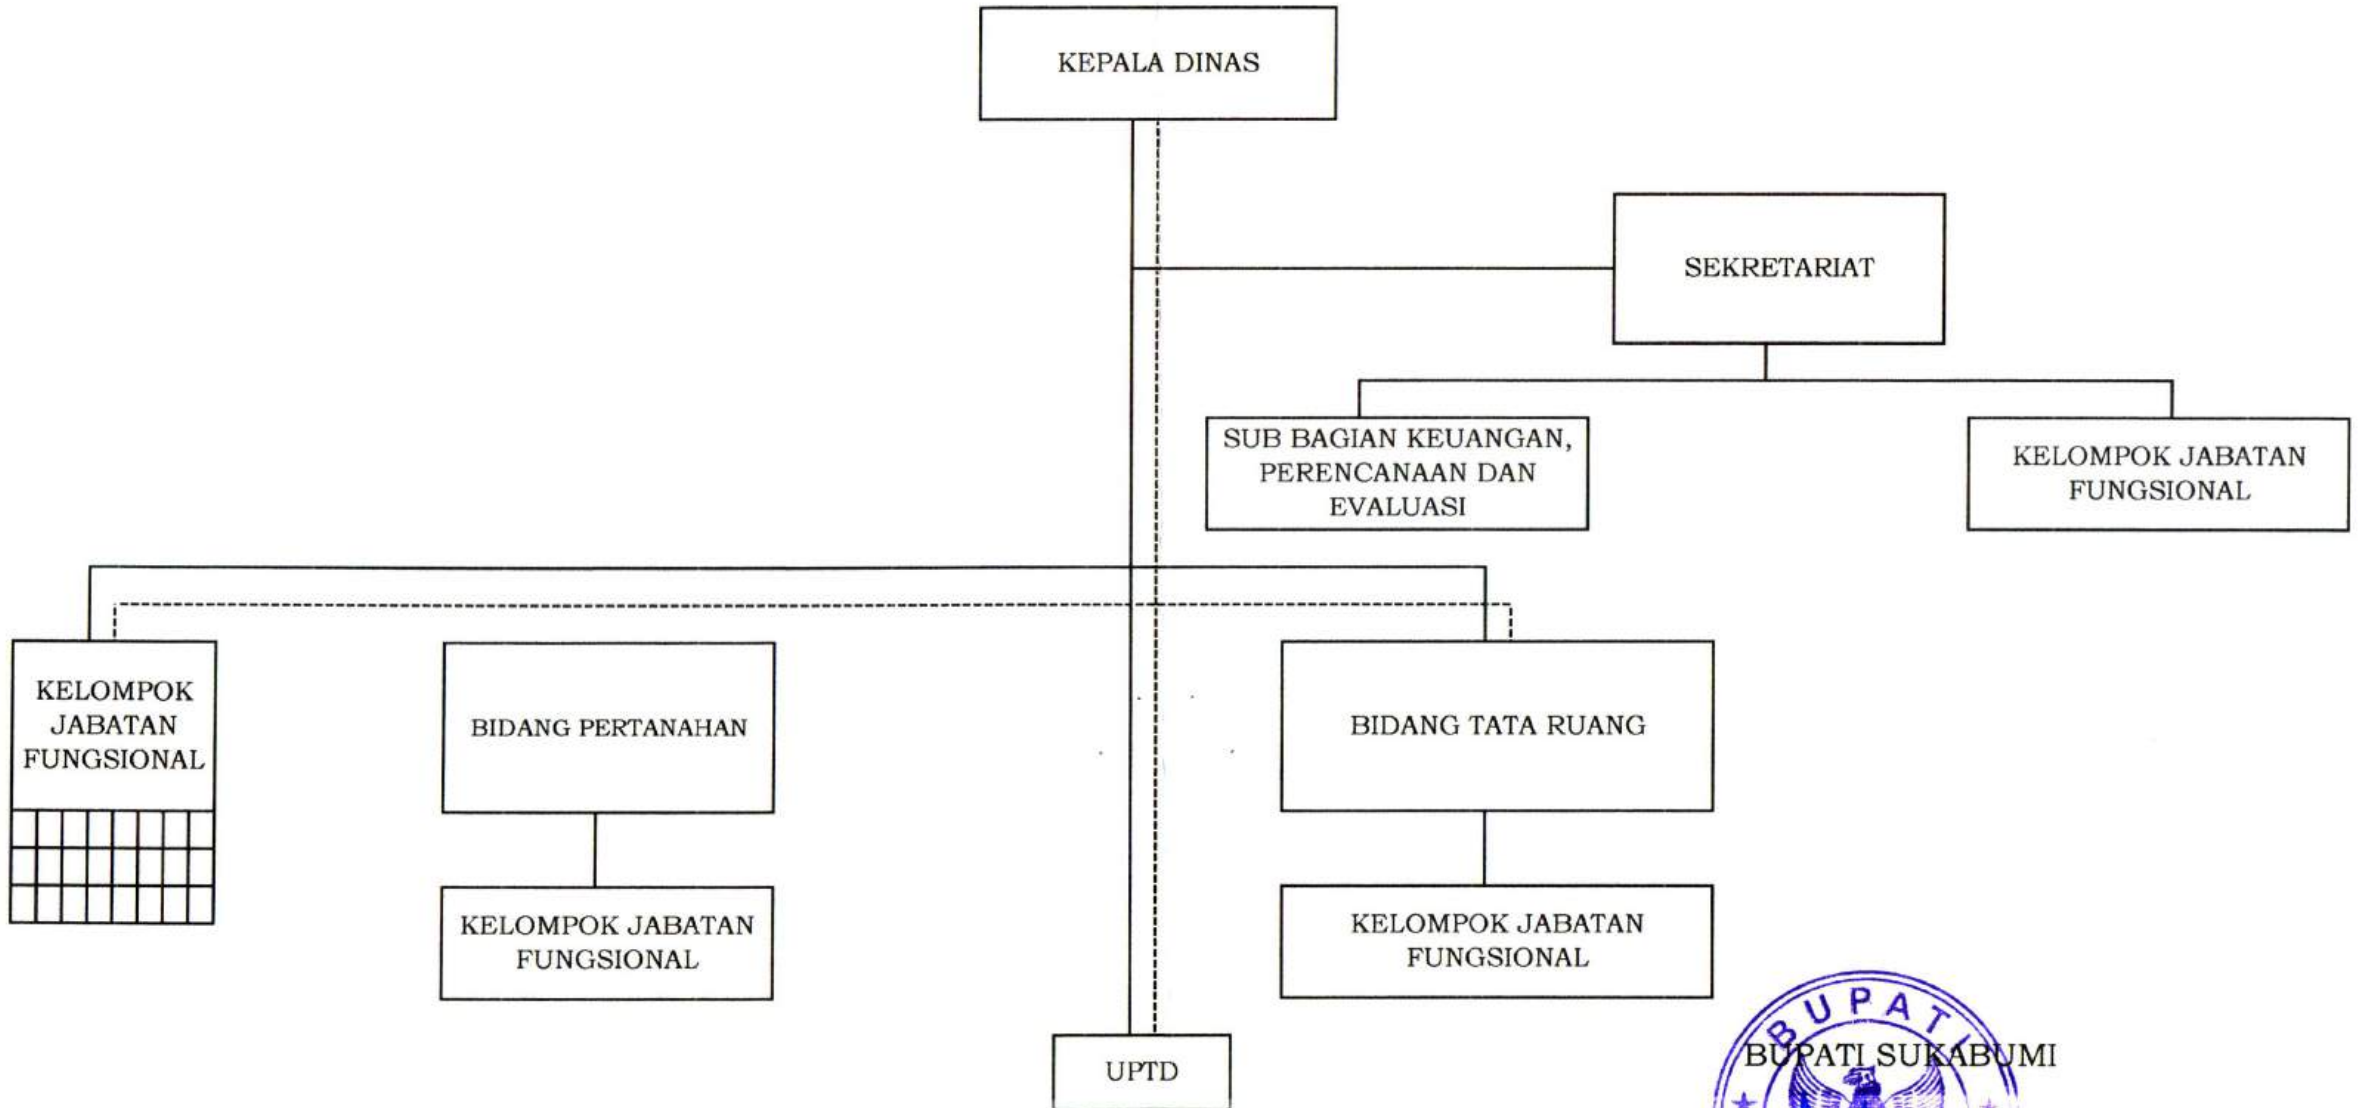 KEPALA DINAS
SEKRETARIAT
SUB BAGIAN KEUANGAN,
PERENCANAAN DAN
EVALUASI
KELOMPOK JABATAN
FUNGSIONAL
KELOMPOK
JABATAN
FUNGSIONAL
BIDANG PERTANAHAN
BIDANG TATA RUANG
KELOMPOK JABATAN
FUNGSIONAL
KELOMPOK JABATAN
FUNGSIONAL
UPTD
BUPATI
BUPATI SUKABUMI